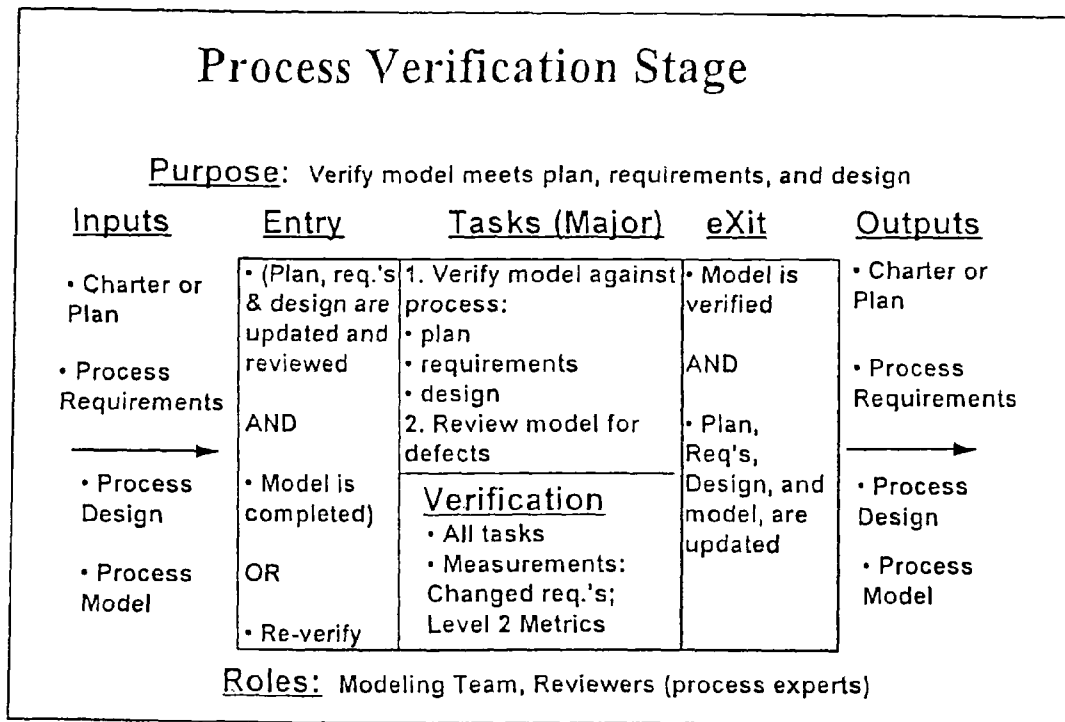 Process Verification Stage
Purpose: Verify model meets plan, requirements, and design
Inputs
• Charter or
Plan
• Process
Requirements
• Process
Design
• Process
Model
Entry
• (Plan, req.'s
& design are
updated and
reviewed
AND
• Model is
completed)
OR
• Re-verify
Tasks (Major)
1. Verify model against
process:
• plan
• requirements
• design
2. Review model for
defects
Verification
• All tasks
• Measurements:
Changed req.'s;
Level 2 Metrics
eXit
• Model is
verified
AND
• Plan,
Req's,
Design, and
model, are
updated
Outputs
• Charter or
Plan
• Process
Requirements
• Process
Design
• Process
Model
Roles: Modeling Team, Reviewers (process experts)